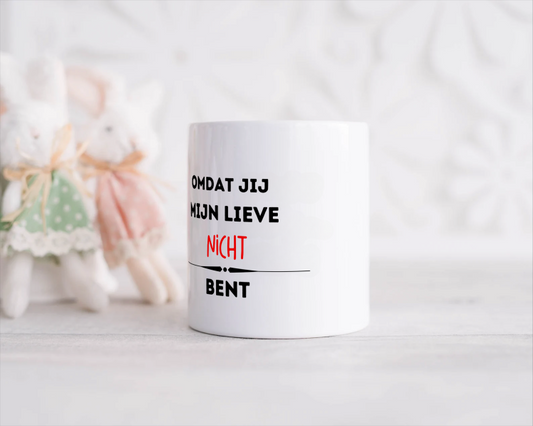 OMDAT JIJ
MIJN LIEVE
NICHT
BENT